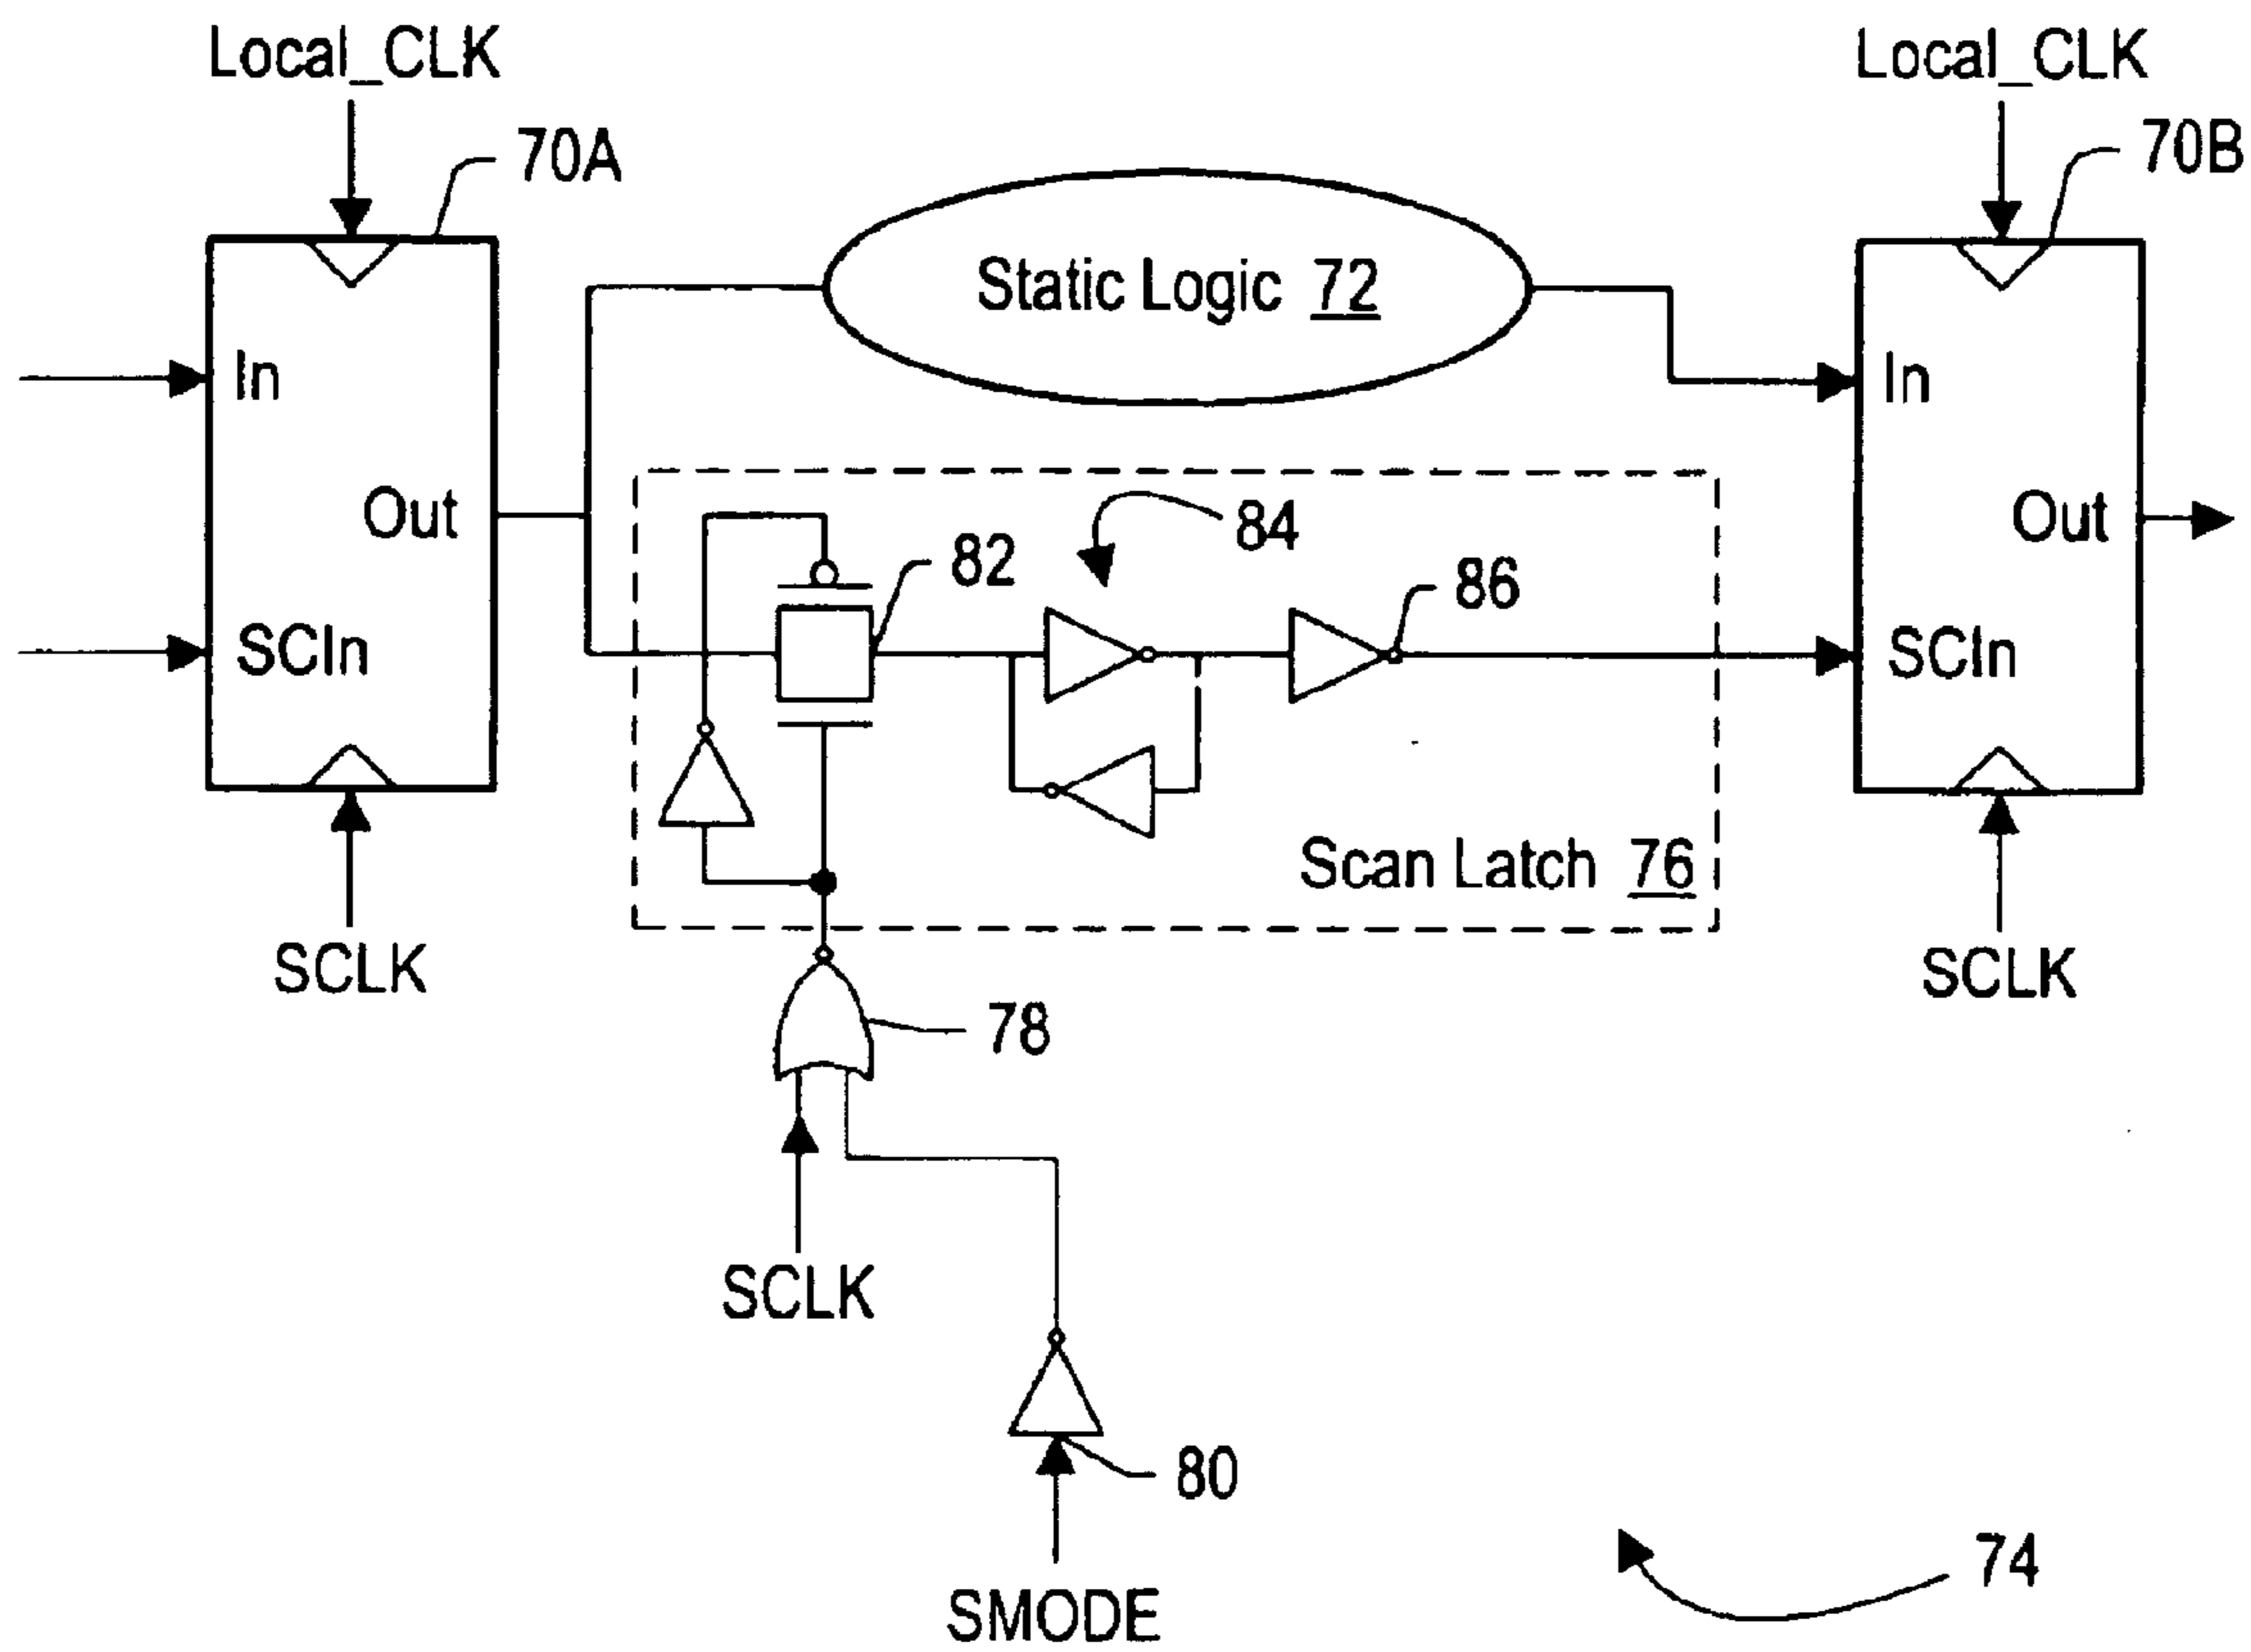 Local_CLK
Local_CLK
70A
70B
Static Logic 72
In
In
Out
84
Out
82
86
SCIn
SCIn
Scan Latch 76
SCLK
SCLK
78
SCLK
80
74
SMODE